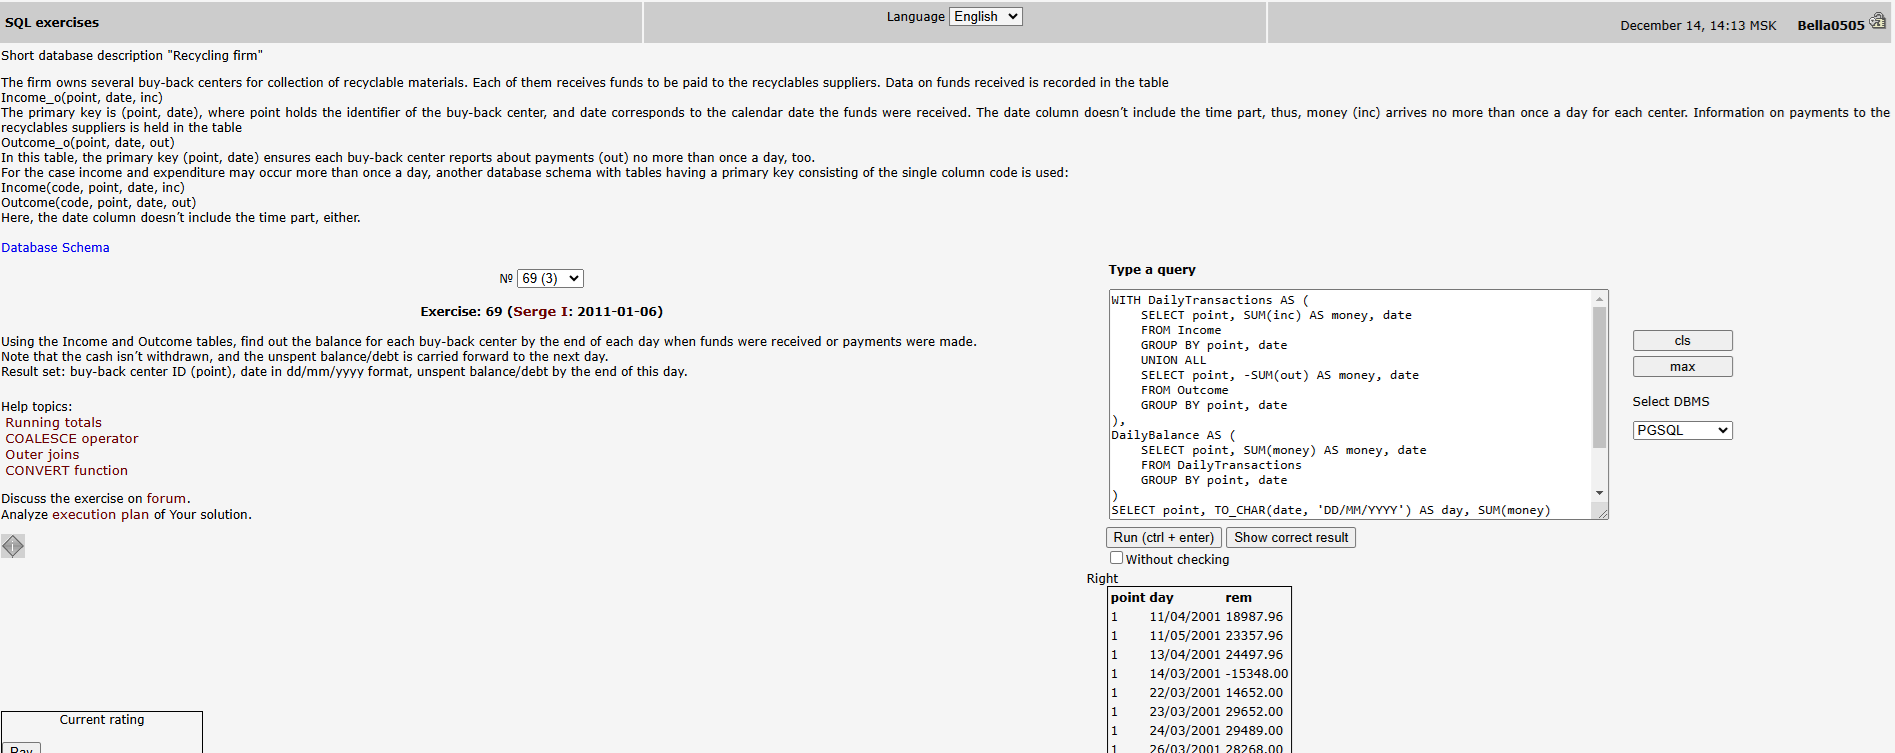 SQL exercises
Language English
December 14, 14:13 MSK Bella0505
Short database description "Recycling firm"
The firm owns several buy-back centers for collection of recyclable materials. Each of them receives funds to be paid to the recyclables suppliers. Data on funds received is recorded in the table
Income_o(point, date, inc)
The primary key is (point, date), where point holds the identifier of the buy-back center, and date corresponds to the calendar date the funds were received. The date column doesn’t include the time part, thus, money (inc) arrives no more than once a day for each center. Information on payments to the
recyclables suppliers is held in the table
Outcome_o(point, date, out)
In this table, the primary key (point, date) ensures each buy-back center reports about payments (out) no more than once a day, too.
For the case income and expenditure may occur more than once a day, another database schema with tables having a primary key consisting of the single column code is used:
Income(code, point, date, inc)
Outcome(code, point, date, out)
Here, the date column doesn’t include the time part, either.
Database Schema
№ 69 (3)
Exercise: 69 (Serge I: 2011-01-06)
Using the Income and Outcome tables, find out the balance for each buy-back center by the end of each day when funds were received or payments were made.
Note that the cash isn’t withdrawn, and the unspent balance/debt is carried forward to the next day.
Result set: buy-back center ID (point), date in dd/mm/yyyy format, unspent balance/debt by the end of this day.
Help topics:
Running totals
COALESCE operator
Outer joins
CONVERT function
Discuss the exercise on forum.
Analyze execution plan of Your solution.
Current rating
Type a query
WITH DailyTransactions AS (
SELECT point, SUM(inc) AS money, date
FROM Income
GROUP BY point, date
UNION ALL
SELECT point, -SUM(out) AS money, date
FROM Outcome
GROUP BY point, date
),
DailyBalance AS (
SELECT point, SUM(money) AS money, date
FROM DailyTransactions
GROUP BY point, date
)
SELECT point, TO_CHAR(date, 'DD/MM/YYYY') AS day, SUM(money)
cls
max
Select DBMS
PGSQL
Run (ctrl + enter) Show correct result
Without checking
Right
point day rem
1 11/04/2001 18987.96
1 11/05/2001 23357.96
1 13/04/2001 24497.96
1 14/03/2001 -15348.00
1 22/03/2001 14652.00
1 23/03/2001 29652.00
1 24/03/2001 29489.00
1 26/03/2001 28268.00